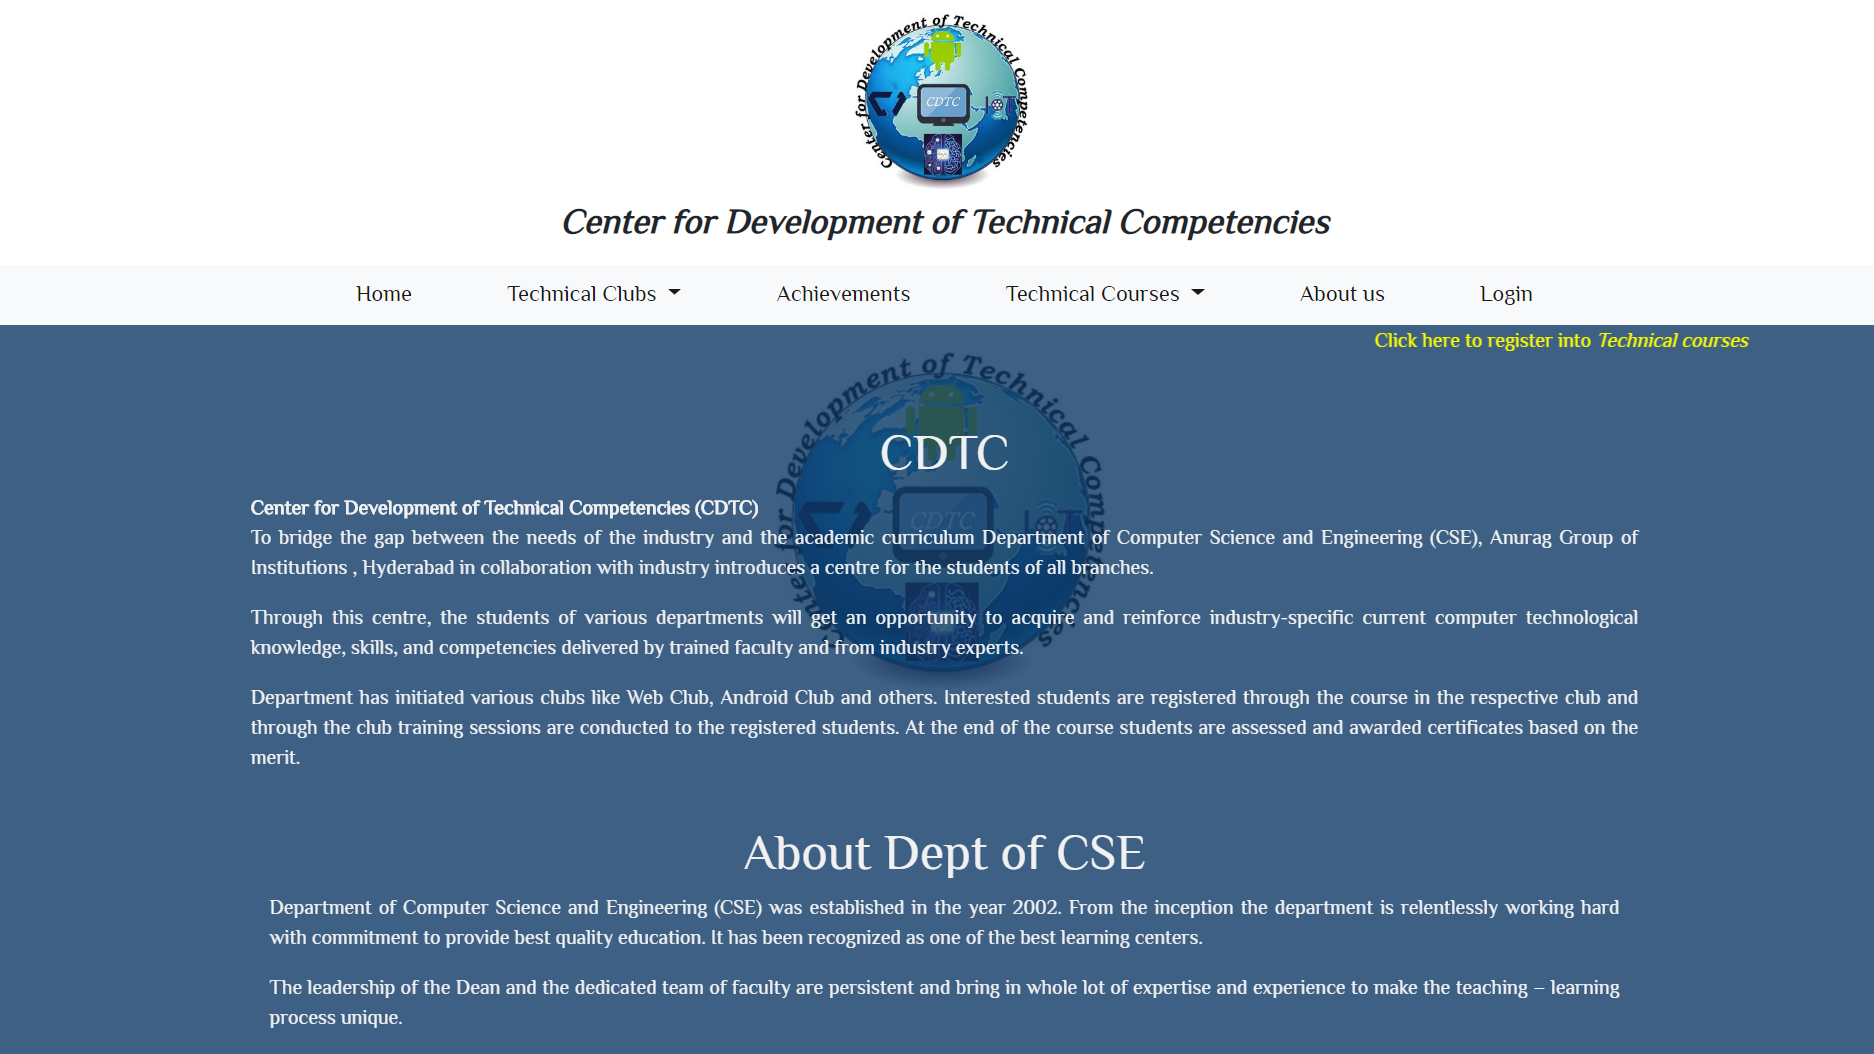 Center for Development of Technical Competencies
CDTC
IoT
Center for Development of Technical Competencies
Home
Technical Clubs
Achievements
Technical Courses
About us
Login
Click here to register into Technical courses
Center for Development of Technical Competencies
CDTC
CDTC
IoT
Center for Development of Technical Competencies (CDTC)
To bridge the gap between the needs of the industry and the academic curriculum Department of Computer Science and Engineering (CSE), Anurag Group of
Institutions , Hyderabad in collaboration with industry introduces a centre for the students of all branches.
Through this centre, the students of various departments will get an opportunity to acquire and reinforce industry-specific current computer technological
knowledge, skills, and competencies delivered by trained faculty and from industry experts.
Department has initiated various clubs like Web Club, Android Club and others. Interested students are registered through the course in the respective club and
through the club training sessions are conducted to the registered students. At the end of the course students are assessed and awarded certificates based on the
merit.
About Dept of CSE
Department of Computer Science and Engineering (CSE) was established in the year 2002. From the inception the department is relentlessly working hard
with commitment to provide best quality education. It has been recognized as one of the best learning centers.
The leadership of the Dean and the dedicated team of faculty are persistent and bring in whole lot of expertise and experience to make the teaching – learning
process unique.